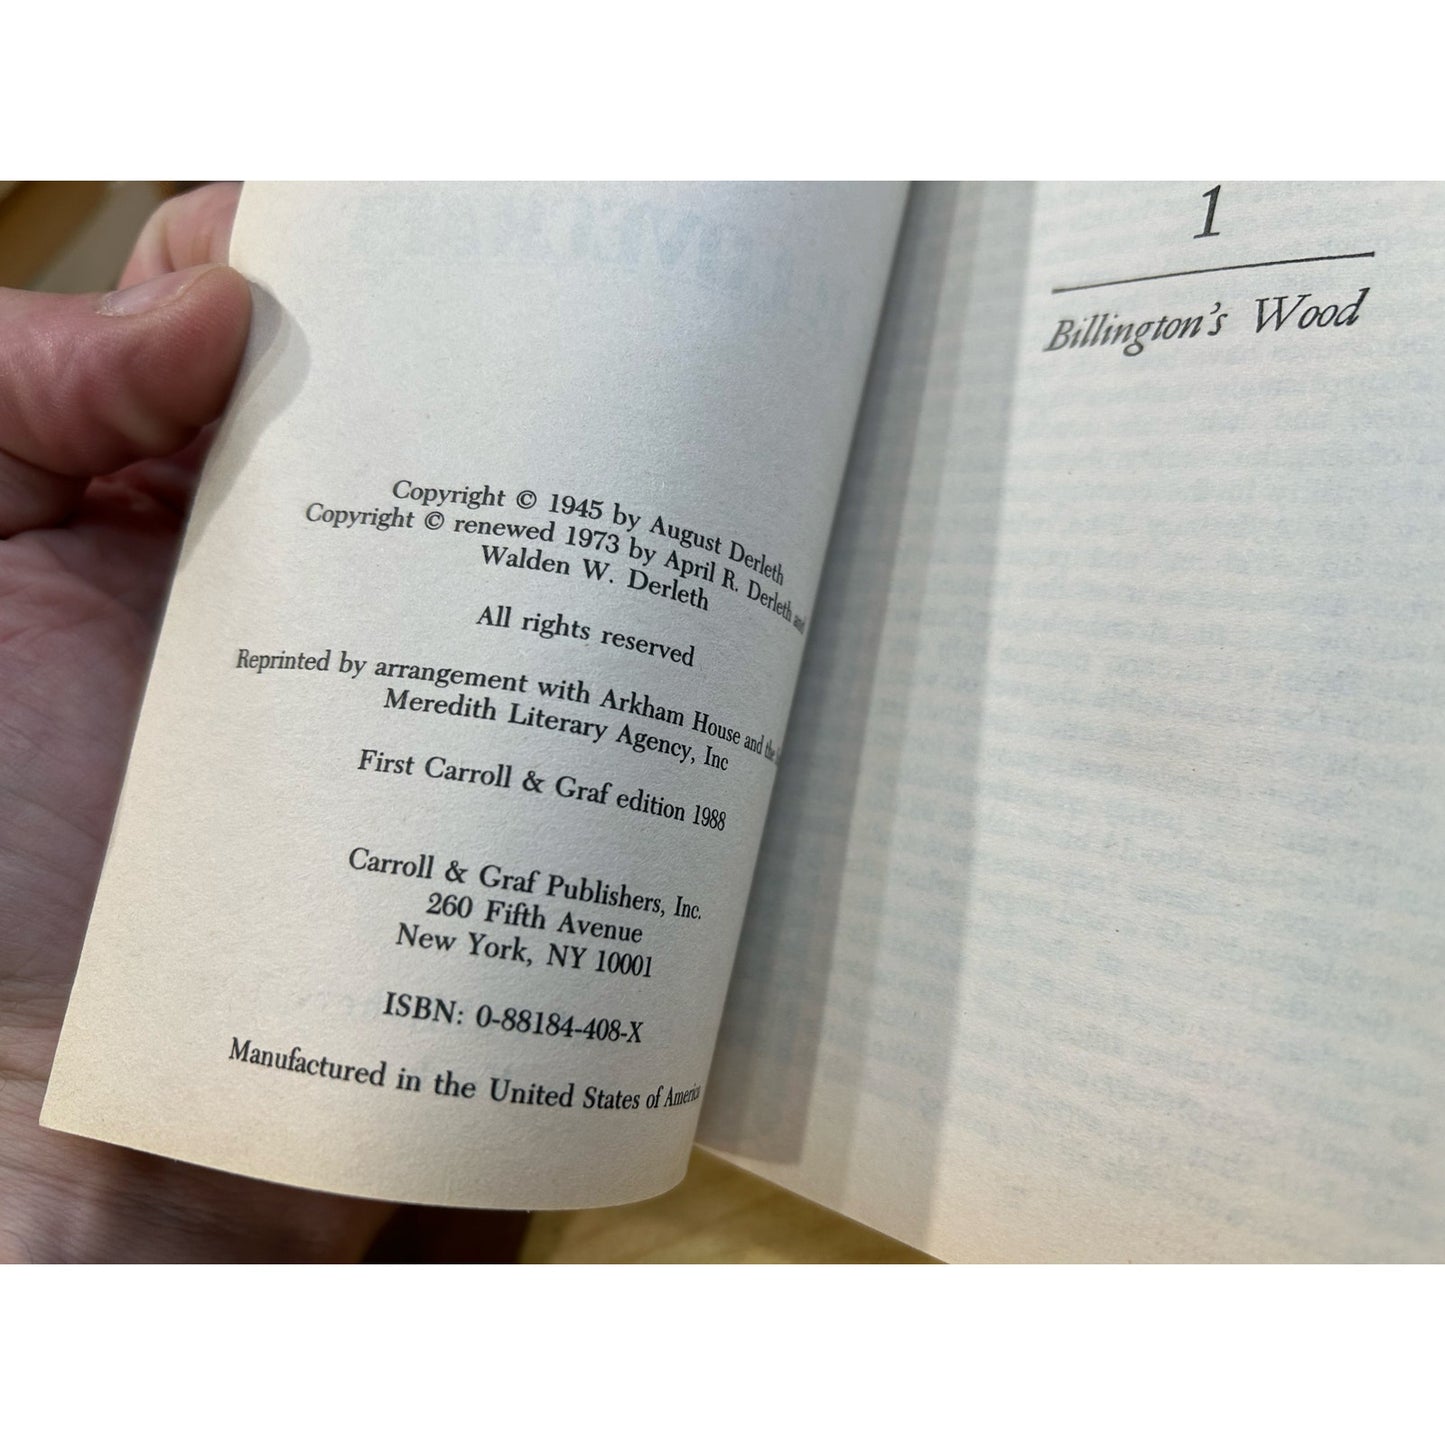 Copyright © 1945 by August Derleth
Copyright © renewed 1973 by April R. Derleth and
Walden W. Derleth
All rights reserved
Reprinted by arrangement with Arkham House and the
Meredith Literary Agency, Inc
First Carroll & Graf edition 1988
Carroll & Graf Publishers, Inc.
260 Fifth Avenue
New York, NY 10001
ISBN: 0-88184-408-X
Manufactured in the United States of America
1
Billington's Wood